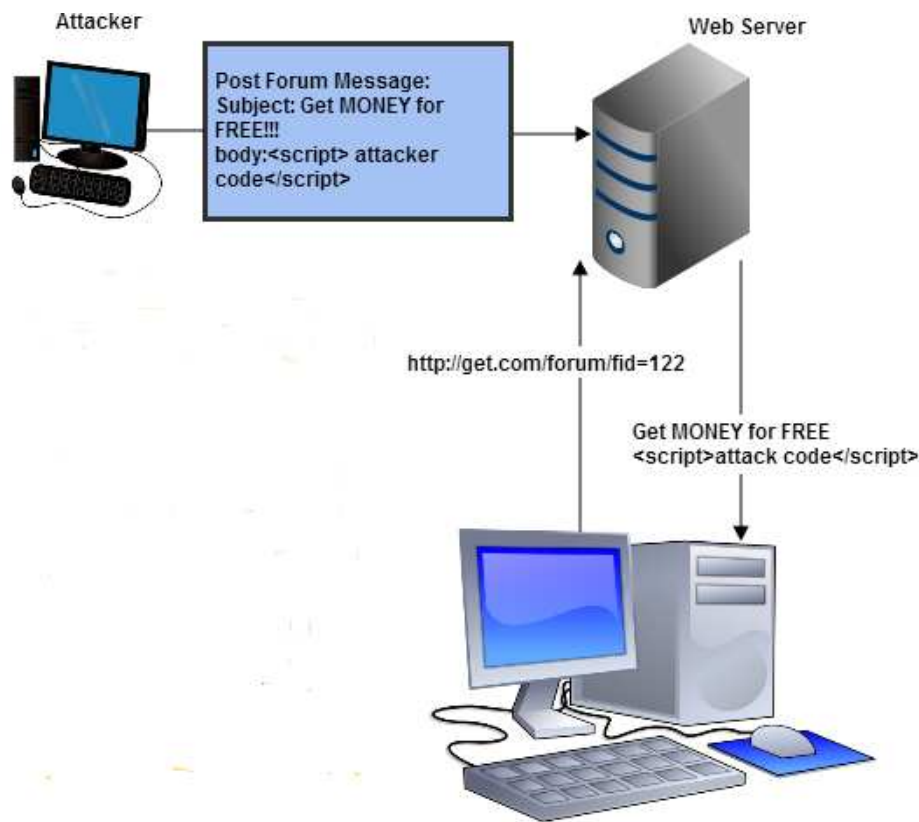 Attacker
Web Server
Post Forum Message:
Subject: Get MONEY for
FREE!!!
body:<script> attacker
code</script>
http://get.com/forum/fid=122
Get MONEY for FREE
<script>attack code</script>